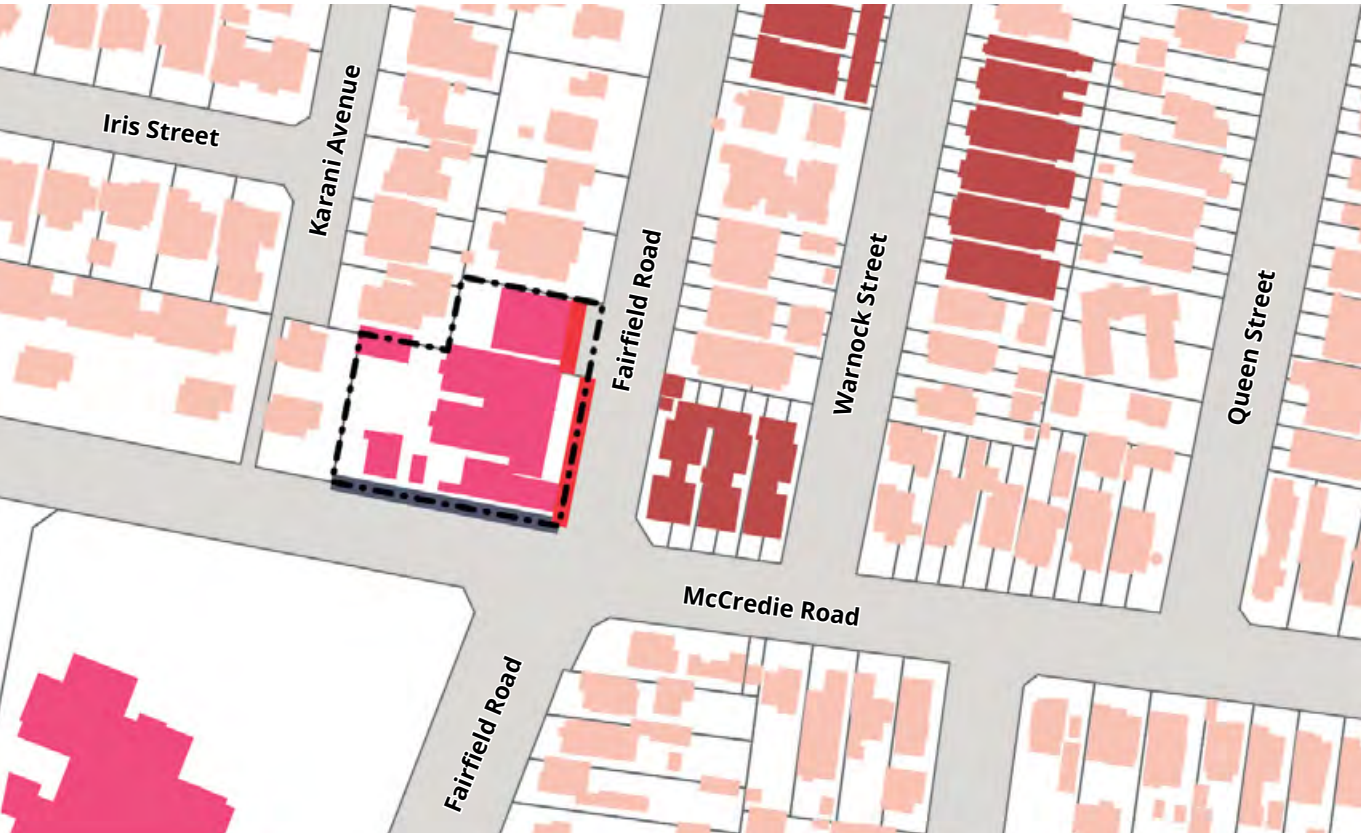 Iris Street
Karani Avenue
Fairfield Road
Warnock Street
Queen Street
McCredie Road
Fairfield Road